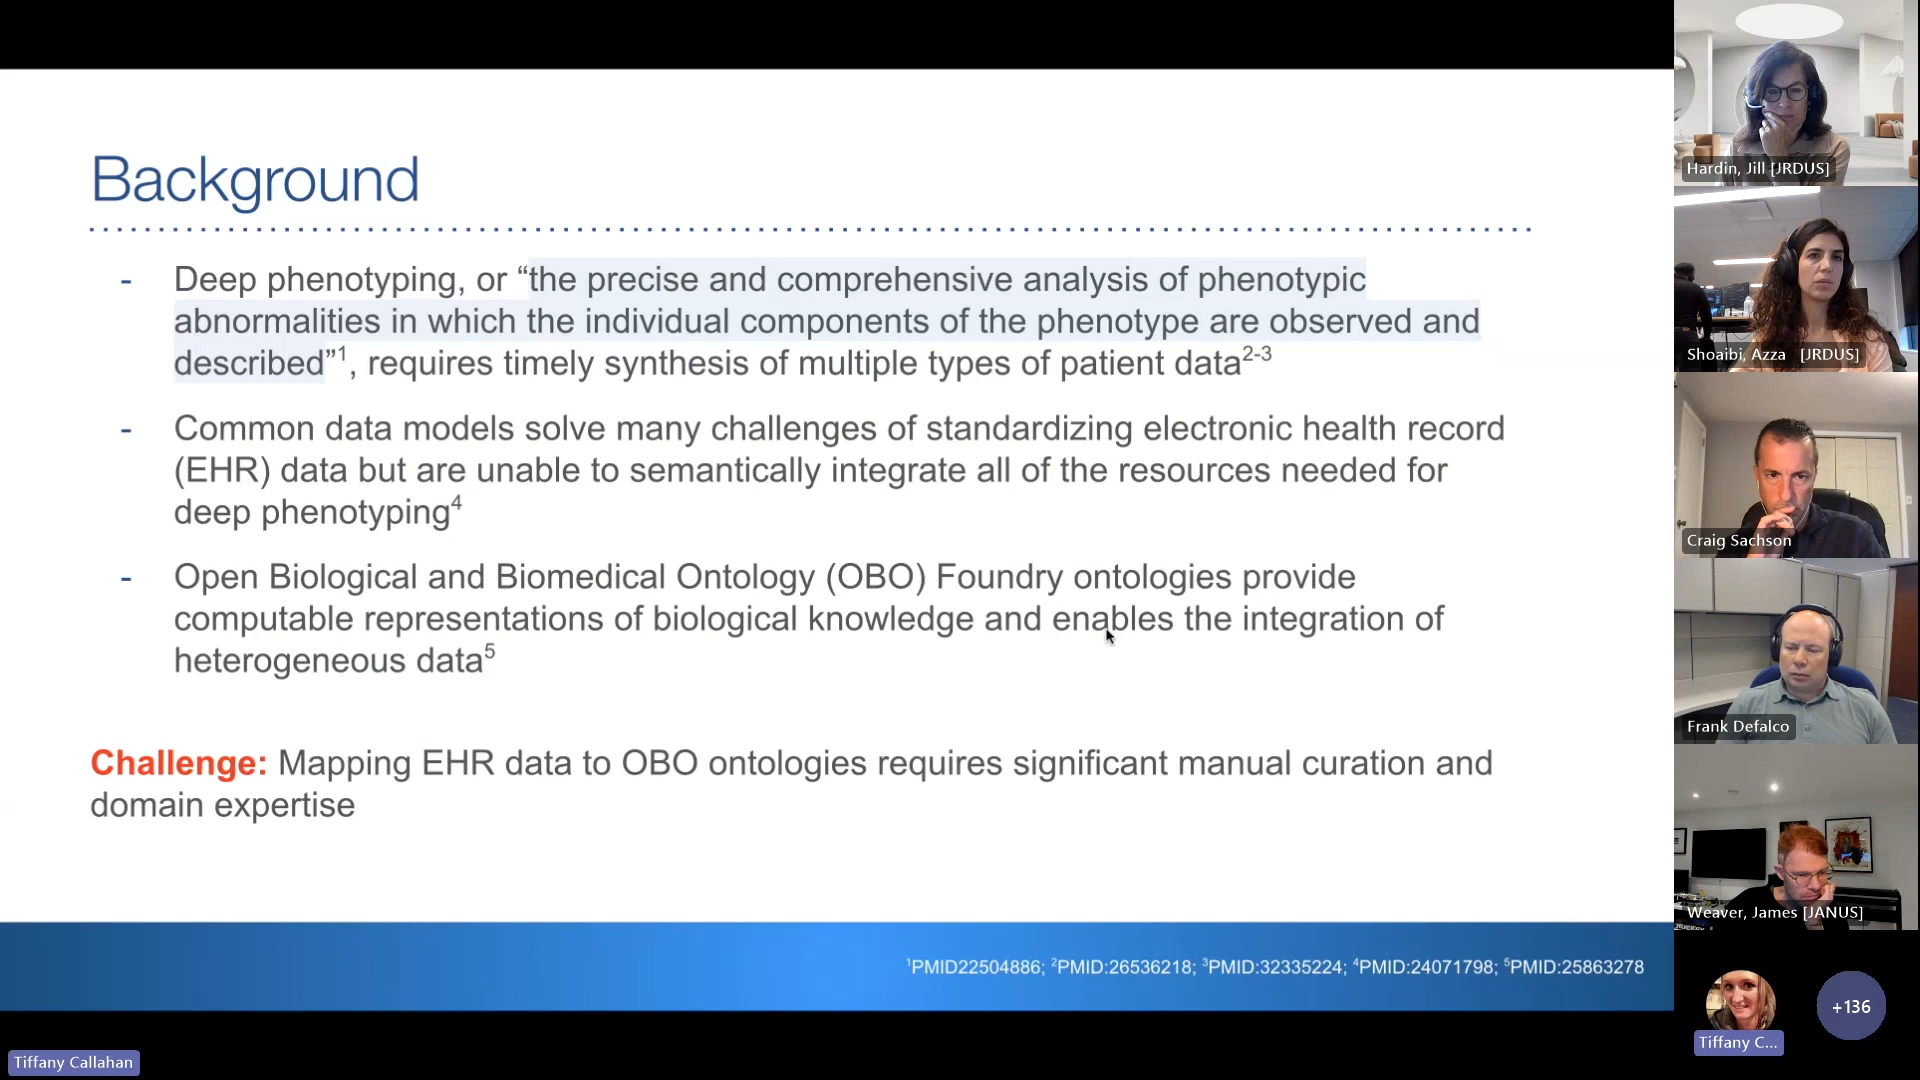 Background
- Deep phenotyping, or “the precise and comprehensive analysis of phenotypic
abnormalities in which the individual components of the phenotype are observed and
described”1, requires timely synthesis of multiple types of patient data2-3
- Common data models solve many challenges of standardizing electronic health record
(EHR) data but are unable to semantically integrate all of the resources needed for
deep phenotyping4
- Open Biological and Biomedical Ontology (OBO) Foundry ontologies provide
computable representations of biological knowledge and enables the integration of
heterogeneous data5
Challenge: Mapping EHR data to OBO ontologies requires significant manual curation and
domain expertise
1PMID22504886; 2PMID:26536218; 3PMID:32335224; 4PMID:24071798; 5PMID:25863278
Tiffany Callahan
Hardin, Jill [JRDUS]
Shoaibi, Azza [JRDUS]
Craig Sachson
Frank Defalco
Weaver, James [JANUS]
Tiffany C...
+136